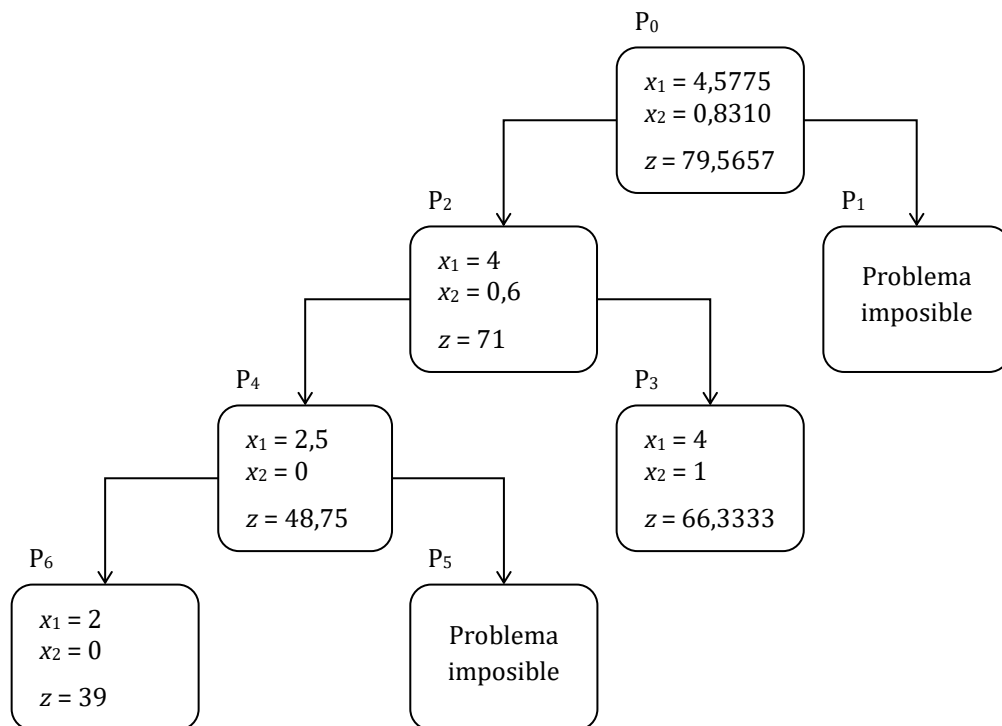 P₀
x₁ = 4,5775
x₂ = 0,8310
z = 79,5657
P₂
x₁ = 4
x₂ = 0,6
z = 71
P₁
Problema
imposible
P₄
x₁ = 2,5
x₂ = 0
z = 48,75
P₃
x₁ = 4
x₂ = 1
z = 66,3333
P₆
x₁ = 2
x₂ = 0
z = 39
P₅
Problema
imposible